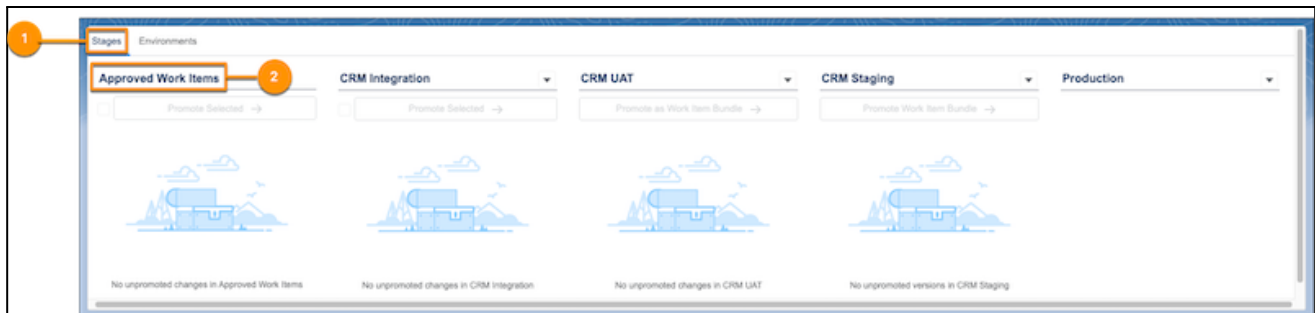 1
Stages Environments
Approved Work Items 2 CRM Integration CRM UAT CRM Staging Production
Promote Selected → Promote Selected → Promote as Work Item Bundle → Promote Work Item Bundle →
No unpromoted changes in Approved Work Items No unpromoted changes in CRM Integration No unpromoted changes in CRM UAT No unpromoted versions in CRM Staging